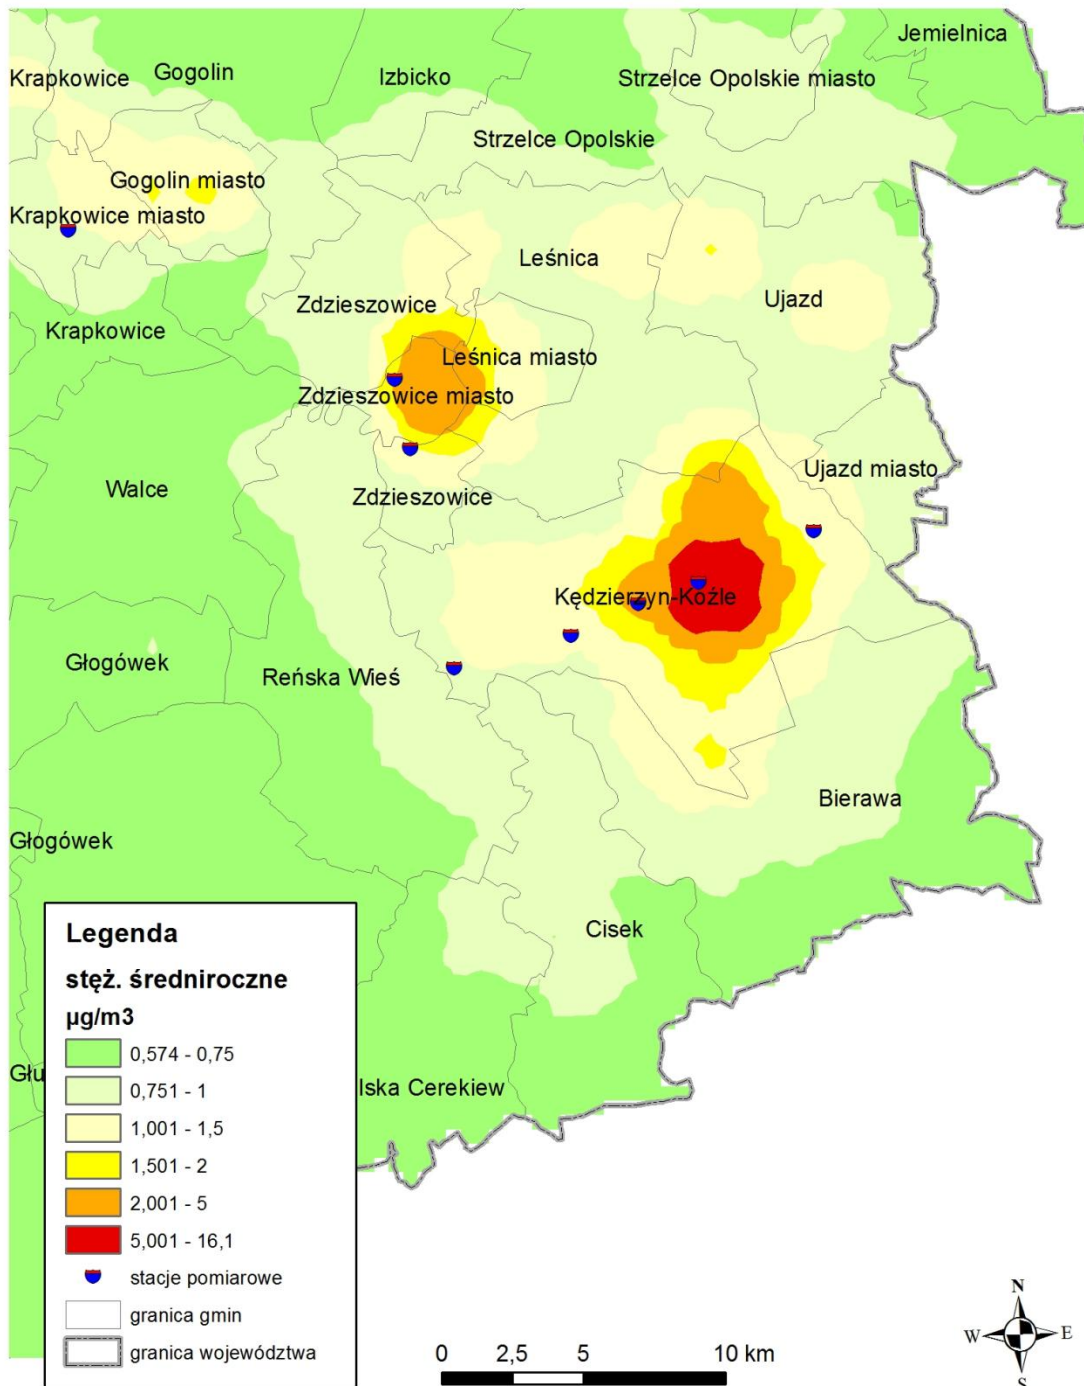 Jemielnica
Krapkowice
Gogolin
Izbicko
Strzelce Opolskie miasto
Strzelce Opolskie
Gogolin miasto
Krapkowice miasto
Leśnica
Zdzieszowice
Ujazd
Krapkowice
Leśnica miasto
Zdzieszowice miasto
Ujazd miasto
Walce
Zdzieszowice
Kędzierzyn-Koźle
Głogówek
Reńska Wieś
Bierawa
Głogówek
Cisek
Głu
lska Cerekiew
Legenda
stęż. średniroczne
µg/m3
0,574 - 0,75
0,751 - 1
1,001 - 1,5
1,501 - 2
2,001 - 5
5,001 - 16,1
stacje pomiarowe
granica gmin
granica województwa
0 2,5 5 10 km
N
W E
S